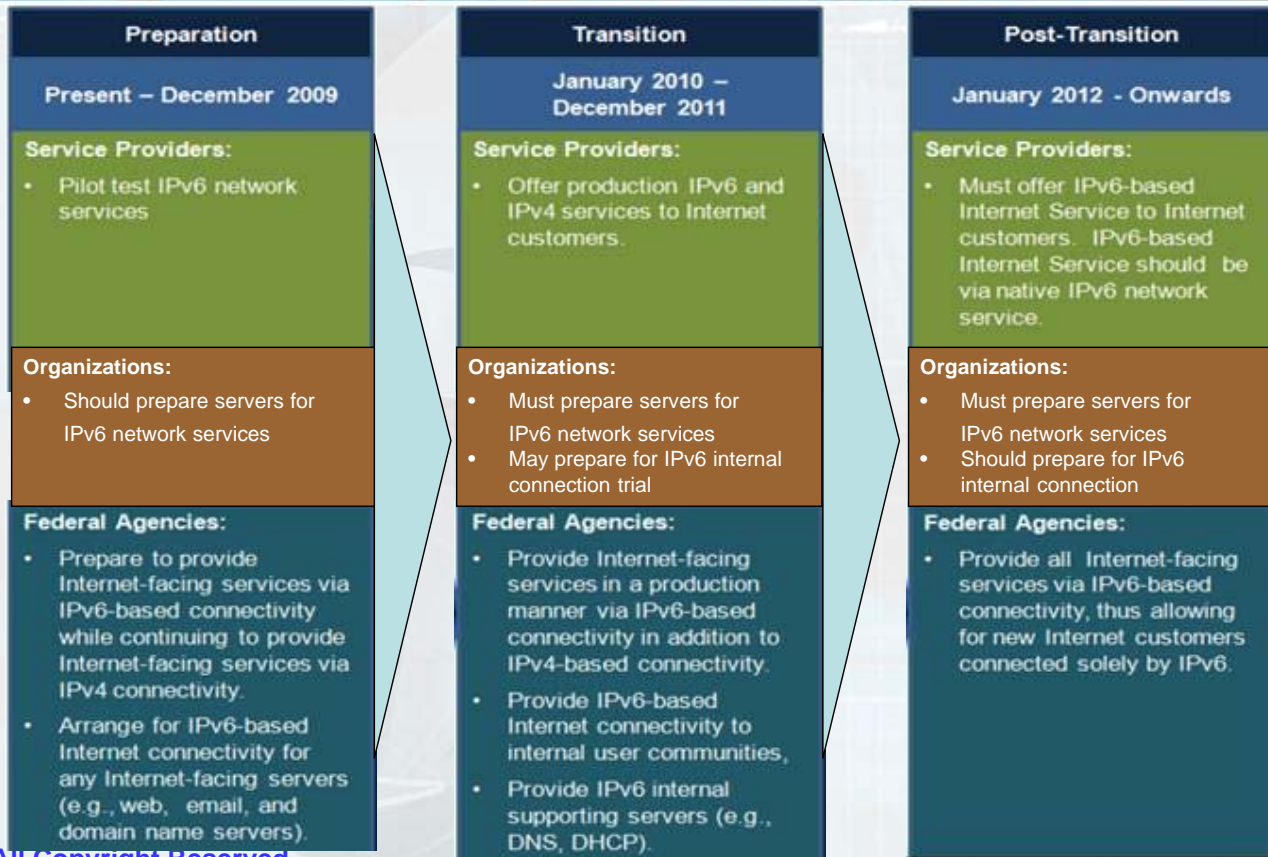 Preparation
Present – December 2009
Service Providers:
• Pilot test IPv6 network
services
Organizations:
• Should prepare servers for
IPv6 network services
Federal Agencies:
• Prepare to provide
Internet-facing services via
IPv6-based connectivity
while continuing to provide
Internet-facing services via
IPv4 connectivity.
• Arrange for IPv6-based
Internet connectivity for
any Internet-facing servers
(e.g., web, email, and
domain name servers).
Transition
January 2010 –
December 2011
Service Providers:
• Offer production IPv6 and
IPv4 services to Internet
customers.
Organizations:
• Must prepare servers for
IPv6 network services
• May prepare for IPv6 internal
connection trial
Federal Agencies:
• Provide Internet-facing
services in a production
manner via IPv6-based
connectivity in addition to
IPv4-based connectivity.
• Provide IPv6-based
Internet connectivity to
internal user communities,
• Provide IPv6 internal
supporting servers (e.g.,
DNS, DHCP).
Post-Transition
January 2012 - Onwards
Service Providers:
• Must offer IPv6-based
Internet Service to Internet
customers. IPv6-based
Internet Service should be
via native IPv6 network
service.
Organizations:
• Must prepare servers for
IPv6 network services
• Should prepare for IPv6
internal connection
Federal Agencies:
• Provide all Internet-facing
services via IPv6-based
connectivity, thus allowing
for new Internet customers
connected solely by IPv6.
All Copyright Reserved